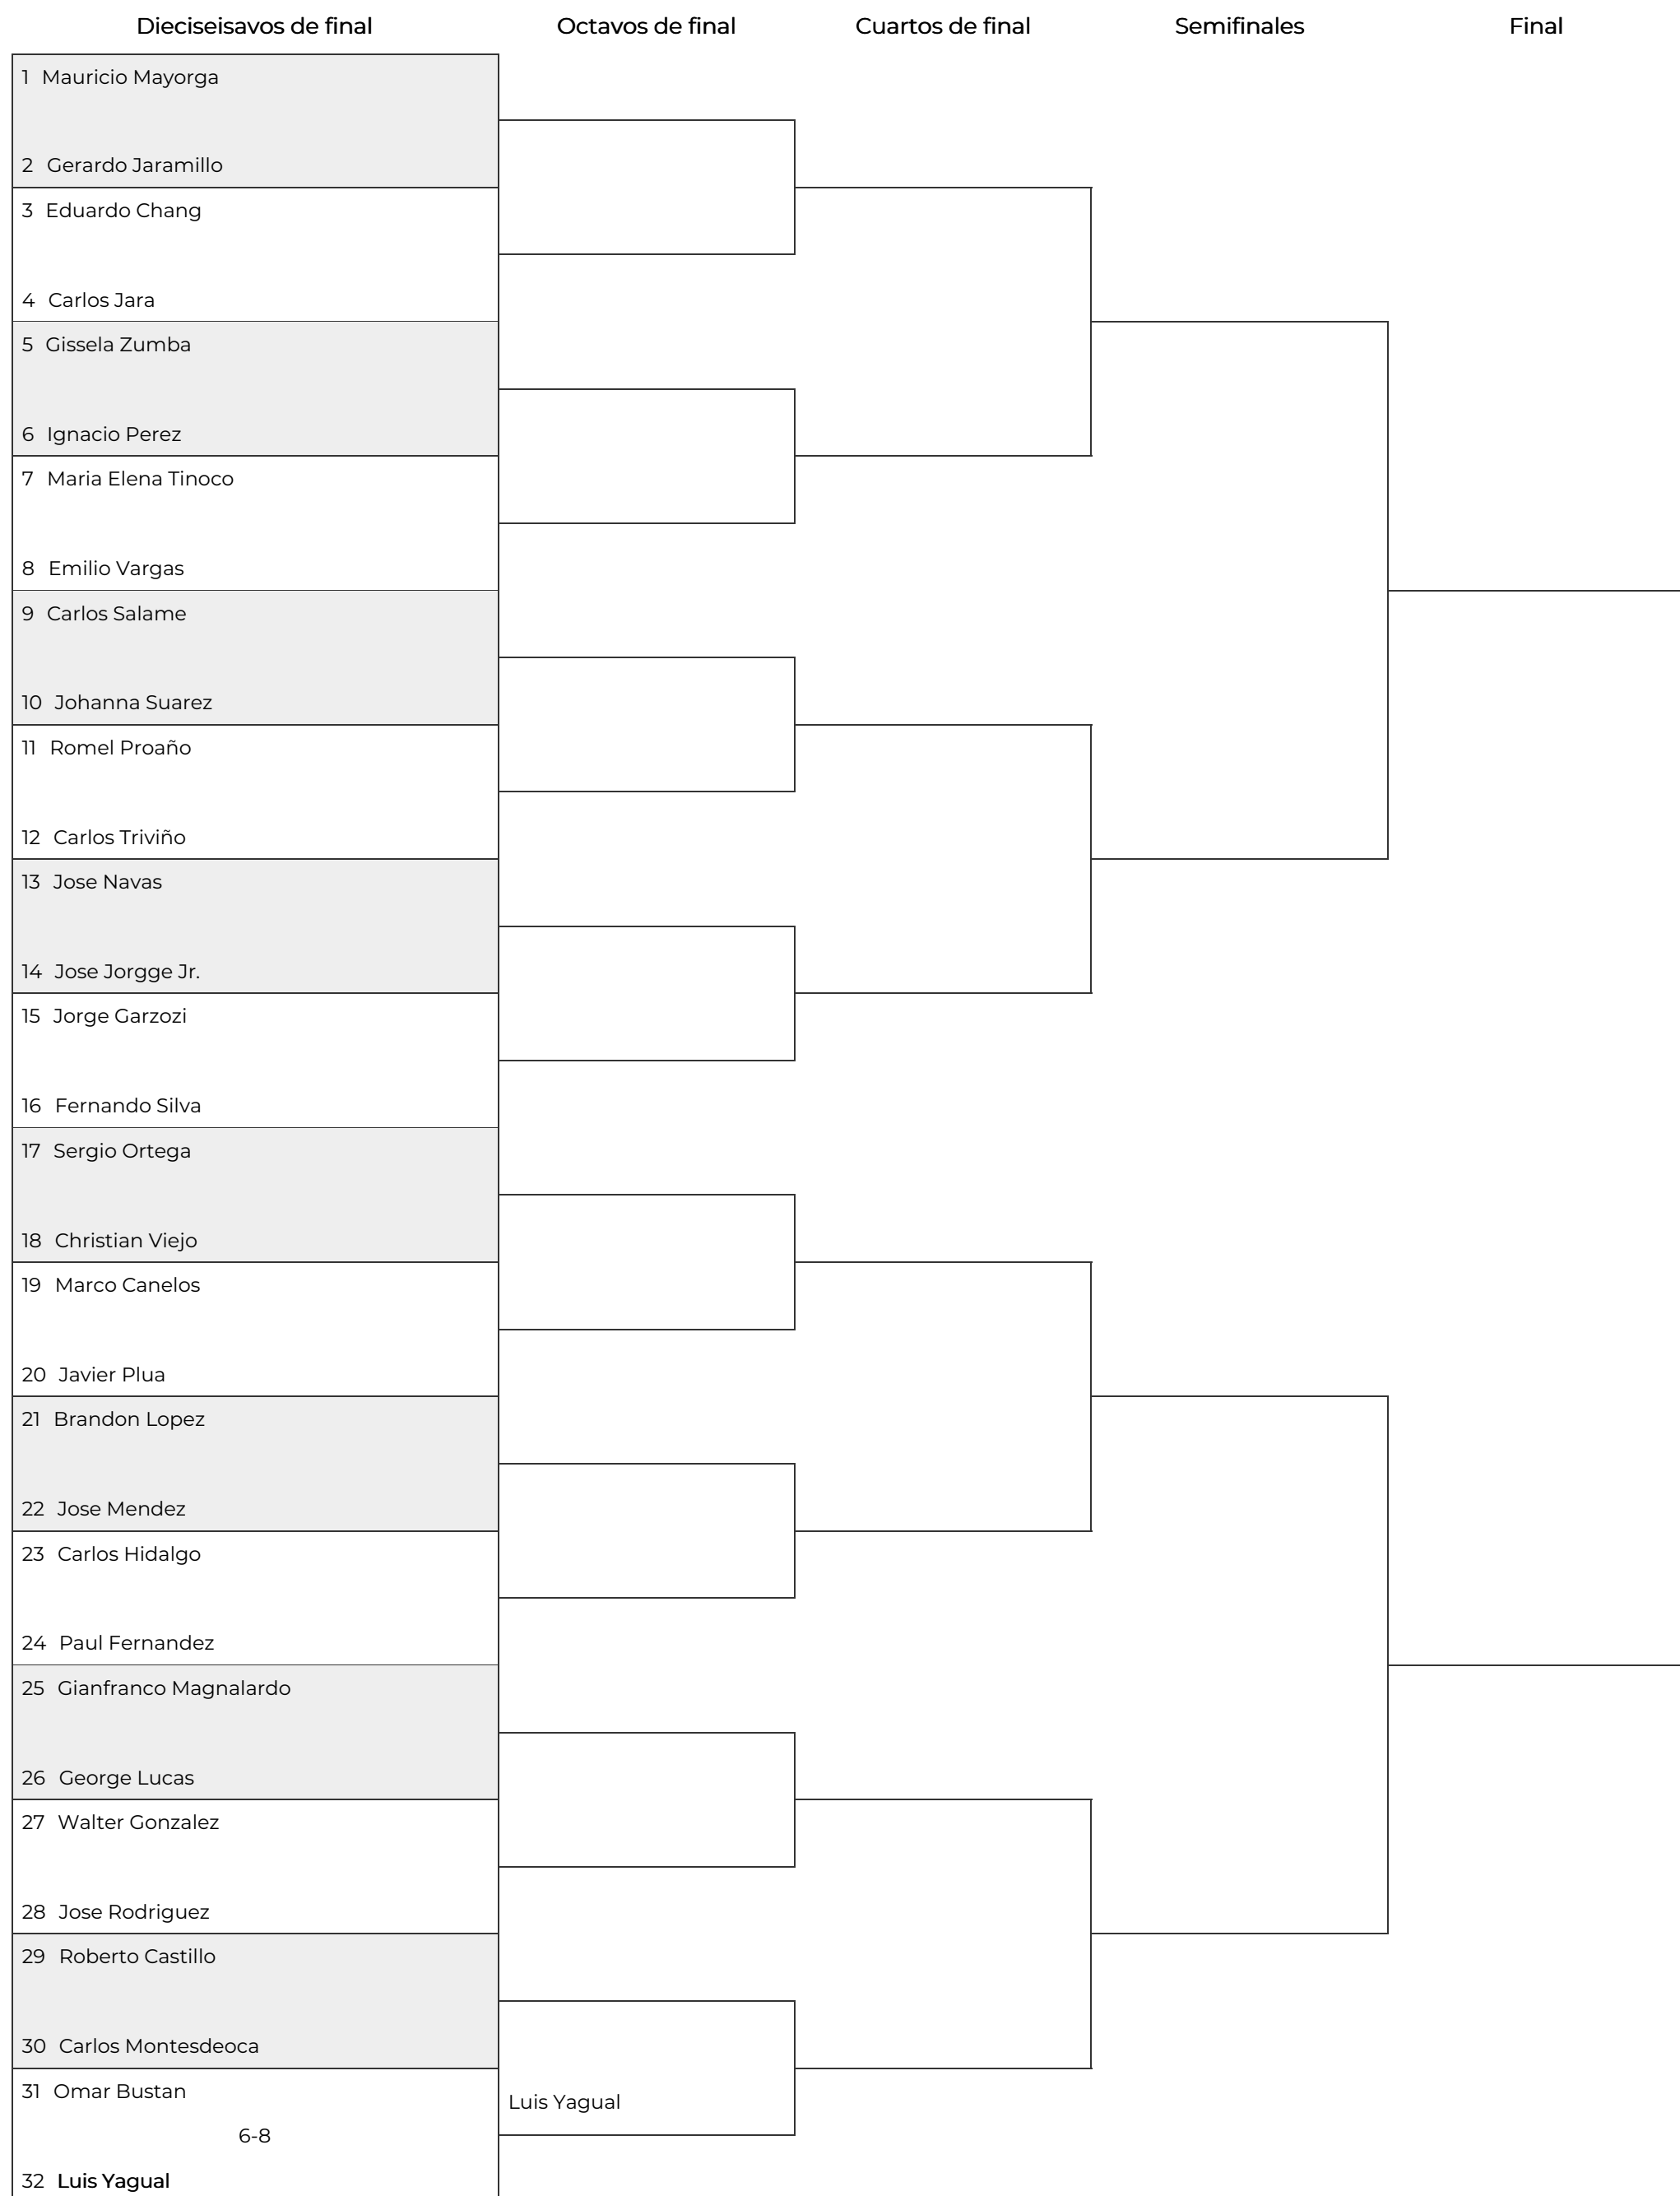 Dieciseisavos de final Octavos de final Cuartos de final Semifinales Final
1 Mauricio Mayorga
2 Gerardo Jaramillo
3 Eduardo Chang
4 Carlos Jara
5 Gissela Zumba
6 Ignacio Perez
7 Maria Elena Tinoco
8 Emilio Vargas
9 Carlos Salame
10 Johanna Suarez
11 Romel Proaño
12 Carlos Triviño
13 Jose Navas
14 Jose Jorgge Jr.
15 Jorge Garzozi
16 Fernando Silva
17 Sergio Ortega
18 Christian Viejo
19 Marco Canelos
20 Javier Plua
21 Brandon Lopez
22 Jose Mendez
23 Carlos Hidalgo
24 Paul Fernandez
25 Gianfranco Magnalardo
26 George Lucas
27 Walter Gonzalez
28 Jose Rodriguez
29 Roberto Castillo
30 Carlos Montesdeoca
31 Omar Bustan
Luis Yagual
6-8
32 Luis Yagual